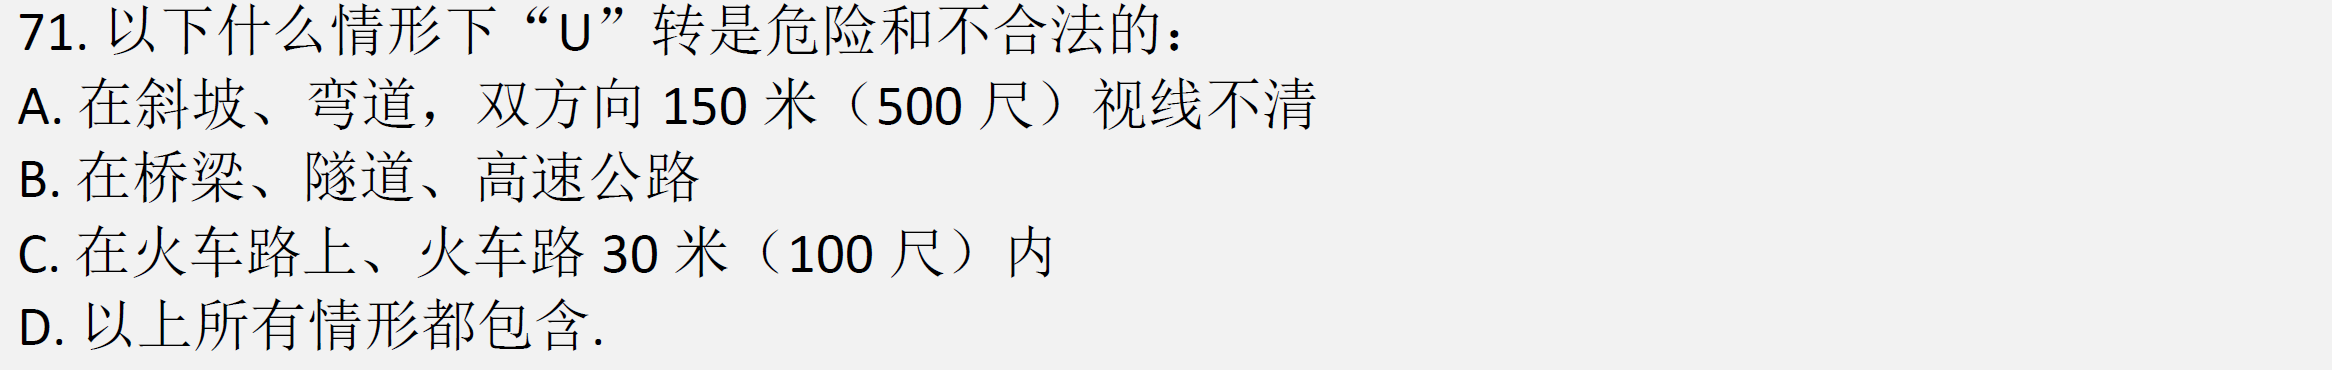 71. 以下什么情形下“U”转是危险和不合法的：
A. 在斜坡、弯道，双方向 150 米（500 尺）视线不清
B. 在桥梁、隧道、高速公路
C. 在火车路上、火车路 30 米（100 尺）内
D. 以上所有情形都包含.